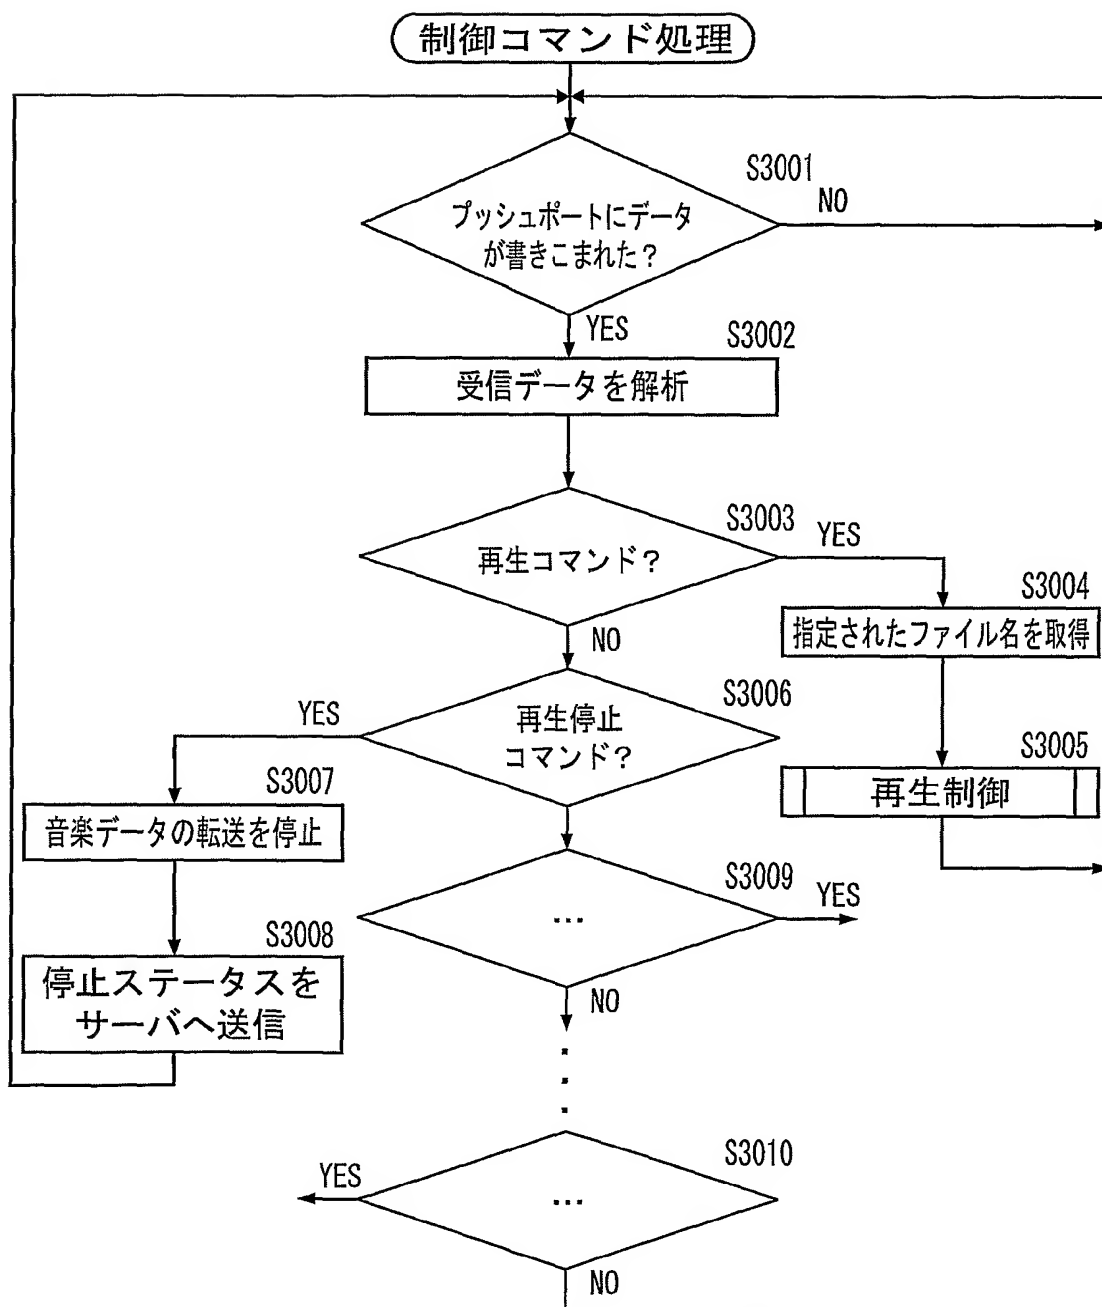 制御コマンド処理
S3001
NO
プッシュポートにデータ
が書きこまれた？
YES
S3002
受信データを解析
S3003
YES
再生コマンド？
NO
S3004
指定されたファイル名を取得
S3006
YES
再生停止
コマンド？
S3005
再生制御
S3007
音楽データの転送を停止
S3009
YES
...
NO
S3008
停止ステータスを
サーバへ送信
S3010
YES
...
NO